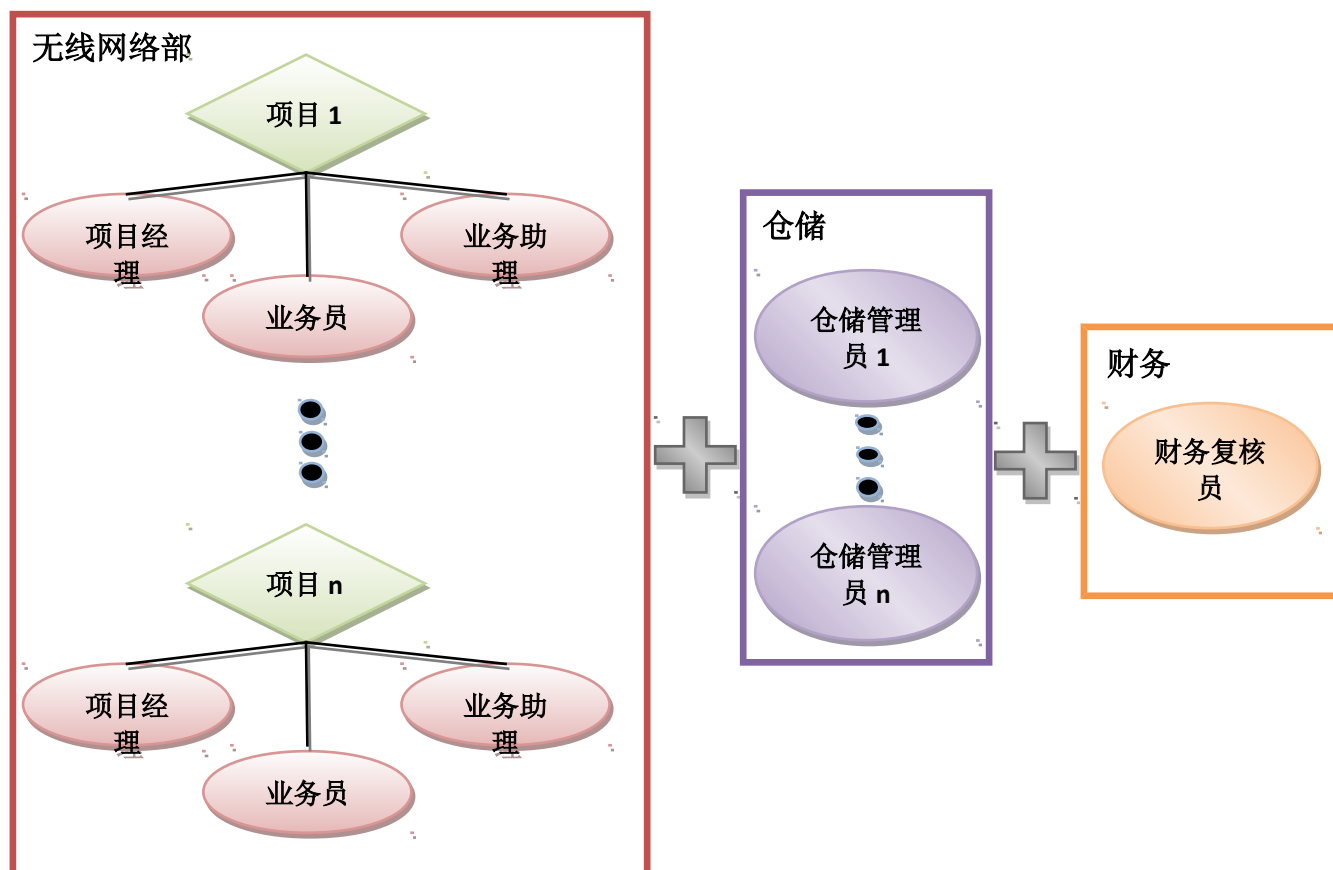 无线网络部
项目 1
项目经
理
业务助
理
业务员
项目 n
项目经
理
业务助
理
业务员
仓储
仓储管理
员 1
仓储管理
员 n
财务
财务复核
员